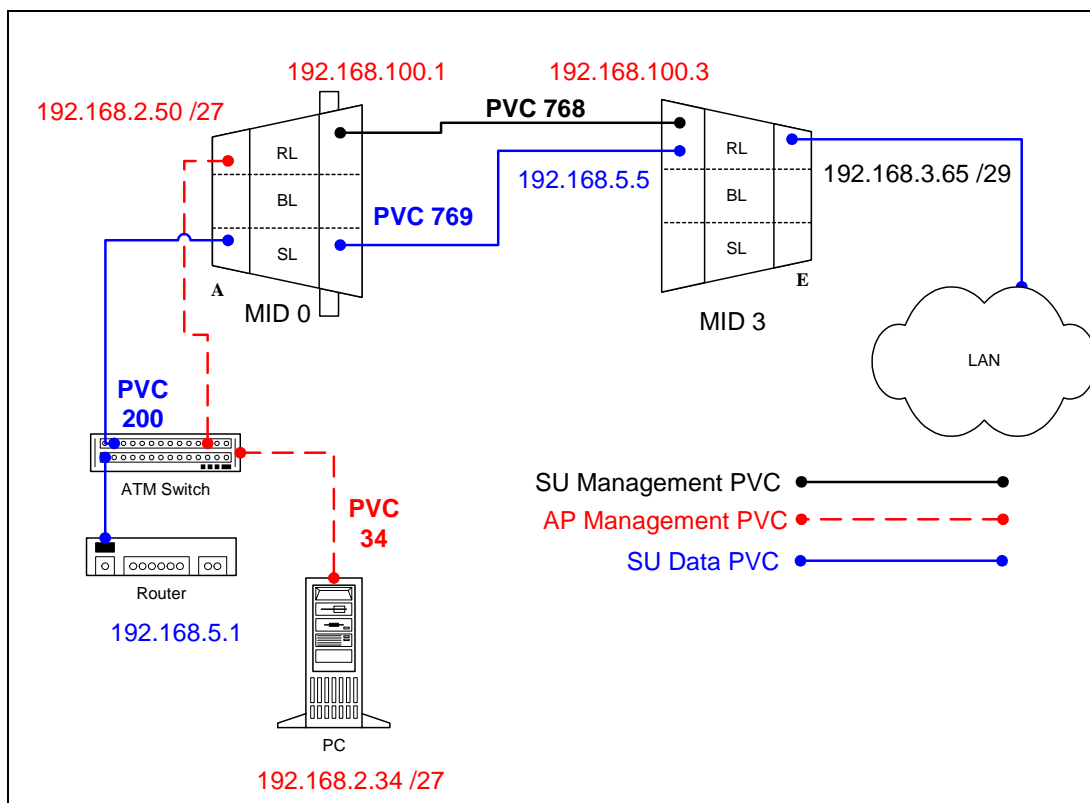 192.168.100.1
192.168.100.3
192.168.2.50 /27
PVC 768
RL
RL
192.168.5.5
192.168.3.65 /29
BL
BL
PVC 769
SL
SL
A
E
MID 0
MID 3
LAN
PVC
200
ATM Switch
SU Management PVC
PVC
34
AP Management PVC
SU Data PVC
Router
192.168.5.1
PC
192.168.2.34 /27